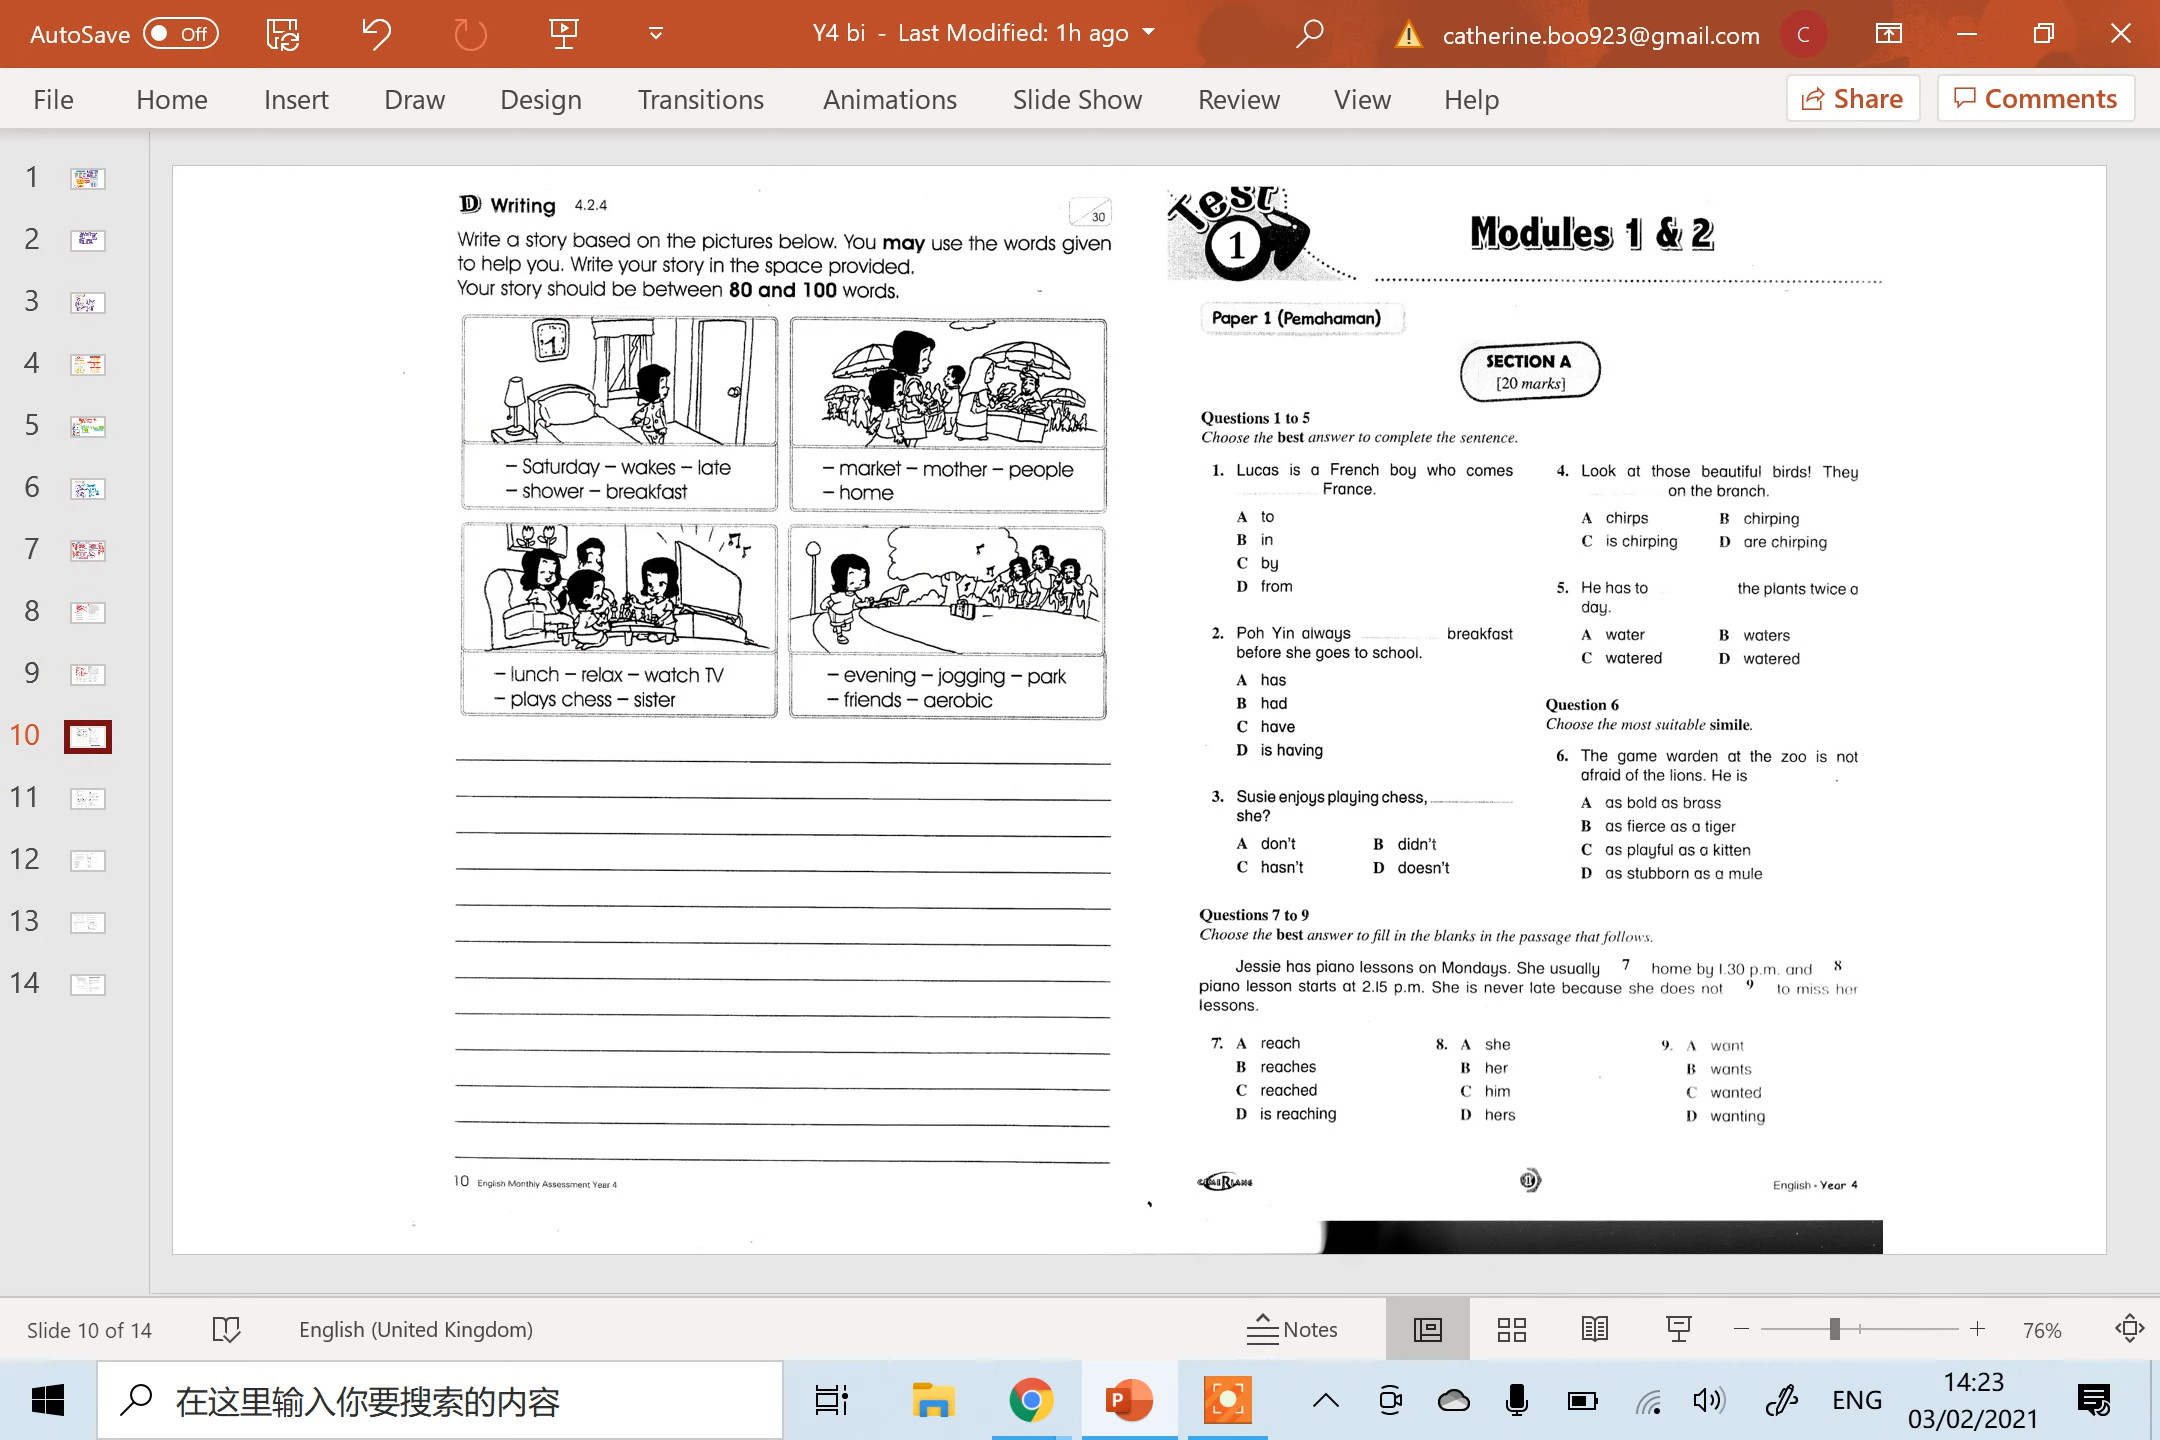 AutoSave Off
Y4 bi - Last Modified: 1h ago
catherine.boo923@gmail.com
C
File Home Insert Draw Design Transitions Animations Slide Show Review View Help
Share Comments
1
2
3
4
5
6
7
8
9
10
11
12
13
14
D Writing 4.2.4
30
Write a story based on the pictures below. You may use the words given
to help you. Write your story in the space provided.
Your story should be between 80 and 100 words.
– Saturday – wakes – late
– shower – breakfast
– market – mother – people
– home
– lunch – relax – watch TV
– plays chess – sister
– evening – jogging – park
– friends – aerobic
10 English Monthly Assessment Year 4
Test
1
Modules 1 & 2
Paper 1 (Pemahaman)
SECTION A
[20 marks]
Questions 1 to 5
Choose the best answer to complete the sentence.
1. Lucas is a French boy who comes
France.
A to
B in
C by
D from
2. Poh Yin always breakfast
before she goes to school.
A has
B had
C have
D is having
3. Susie enjoys playing chess,
she?
A don't B didn't
C hasn't D doesn't
4. Look at those beautiful birds! They
on the branch.
A chirps B chirping
C is chirping D are chirping
5. He has to the plants twice a
day.
A water B waters
C watered D watered
Question 6
Choose the most suitable simile.
6. The game warden at the zoo is not
afraid of the lions. He is .
A as bold as brass
B as fierce as a tiger
C as playful as a kitten
D as stubborn as a mule
Questions 7 to 9
Choose the best answer to fill in the blanks in the passage that follows.
Jessie has piano lessons on Mondays. She usually 7 home by 1.30 p.m. and 8
piano lesson starts at 2.15 p.m. She is never late because she does not 9 to miss her
lessons.
7. A reach
B reaches
C reached
D is reaching
8. A she
B her
C him
D hers
9. A want
B wants
C wanted
D wanting
English - Year 4
Slide 10 of 14
English (United Kingdom)
Notes
76%
在这里输入你要搜索的内容
ENG
14:23
03/02/2021